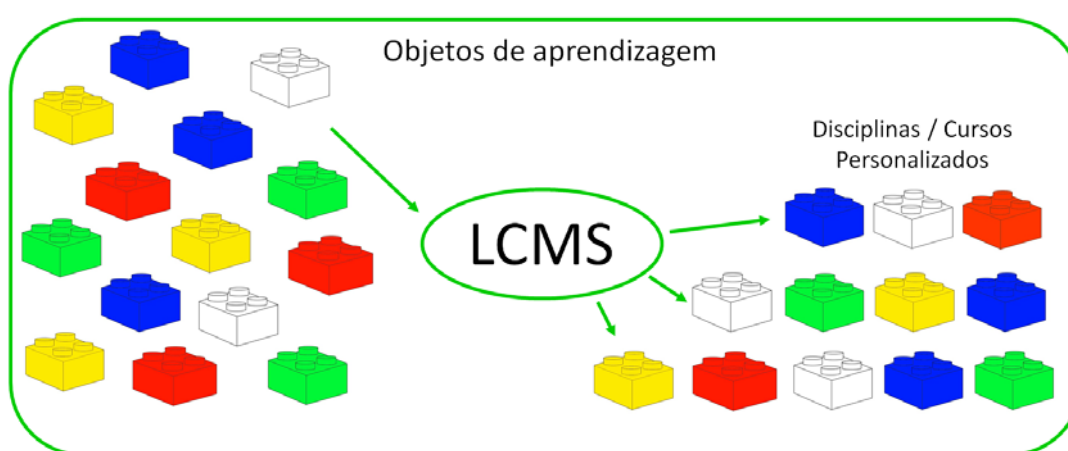 Objetos de aprendizagem
Disciplinas / Cursos
Personalizados
LCMS